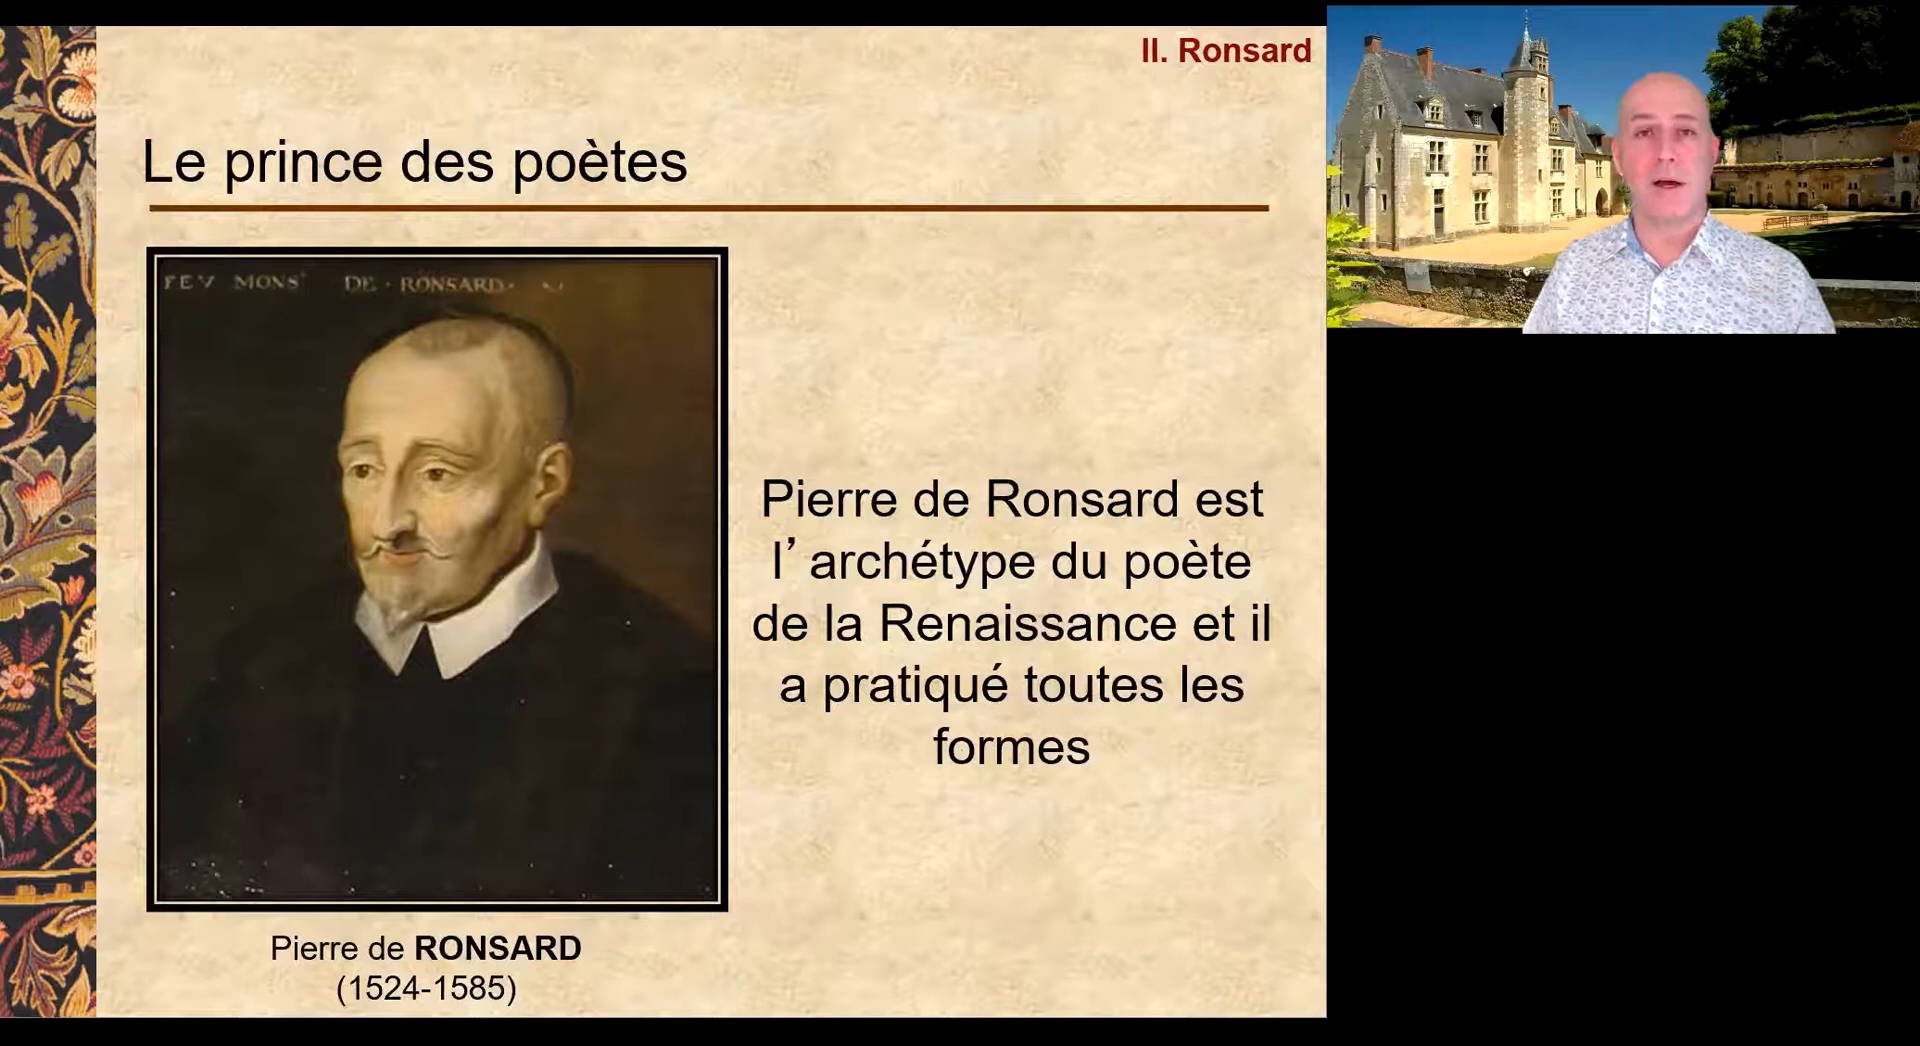 II. Ronsard
Le prince des poètes
FEV MONSr DE · RONSARD·
Pierre de Ronsard est
l’archétype du poète
de la Renaissance et il
a pratiqué toutes les
formes
Pierre de RONSARD
(1524-1585)